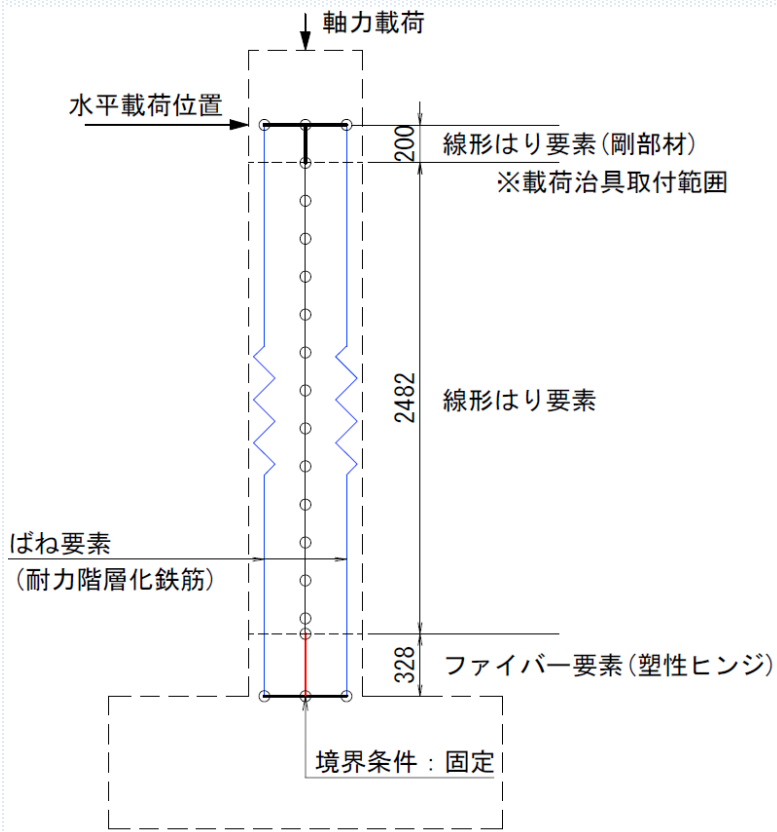 軸力載荷
水平載荷位置
200
線形はり要素(剛部材)
※載荷治具取付範囲
2482
線形はり要素
ばね要素
(耐力階層化鉄筋)
328
ファイバー要素(塑性ヒンジ)
境界条件：固定